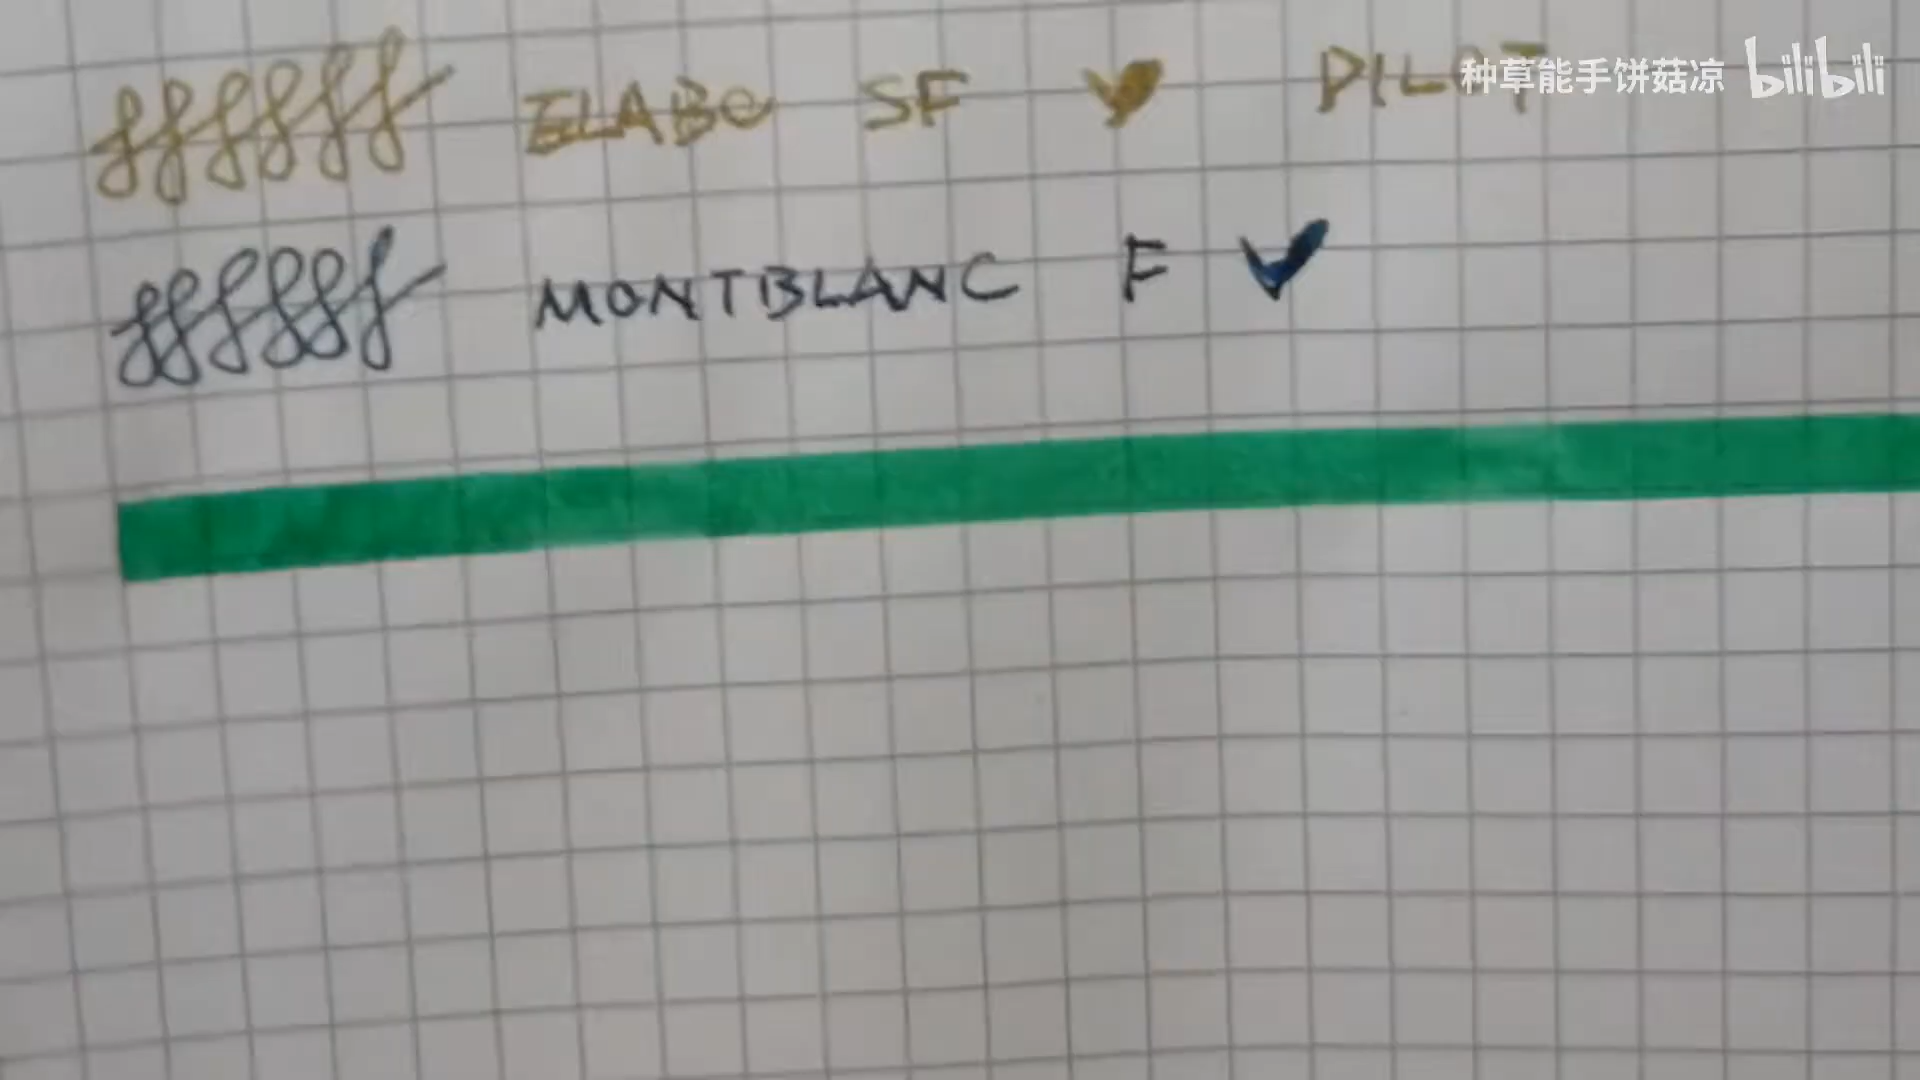 ELABO SF PILOT
种草能手饼菇凉 bilibili
MONTBLANC F